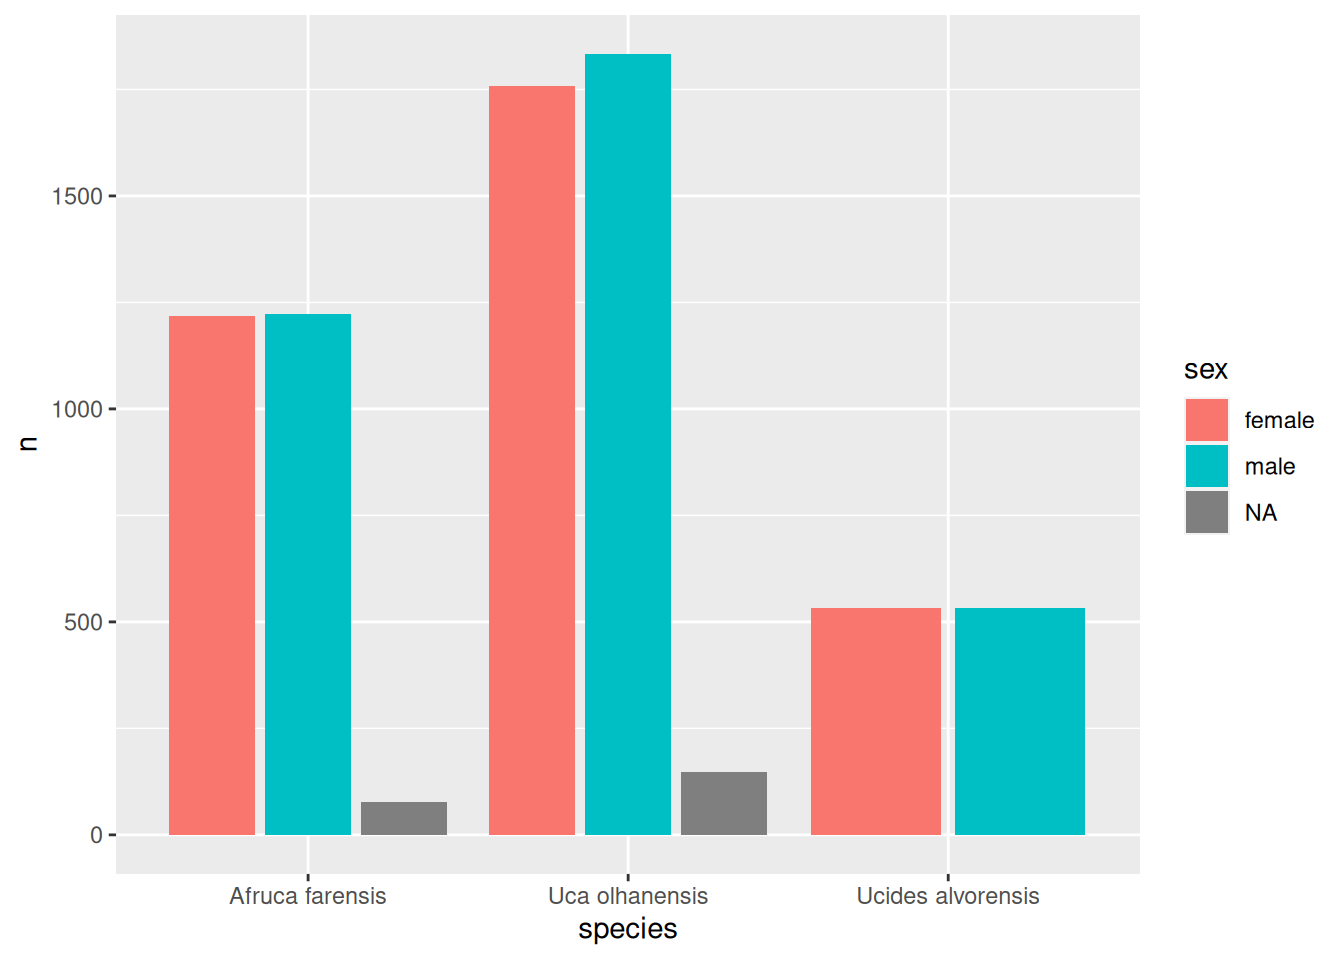 n
1500
1000
500
0
Afruca farensis
Uca olhanensis
Ucides alvorensis
species
sex
female
male
NA